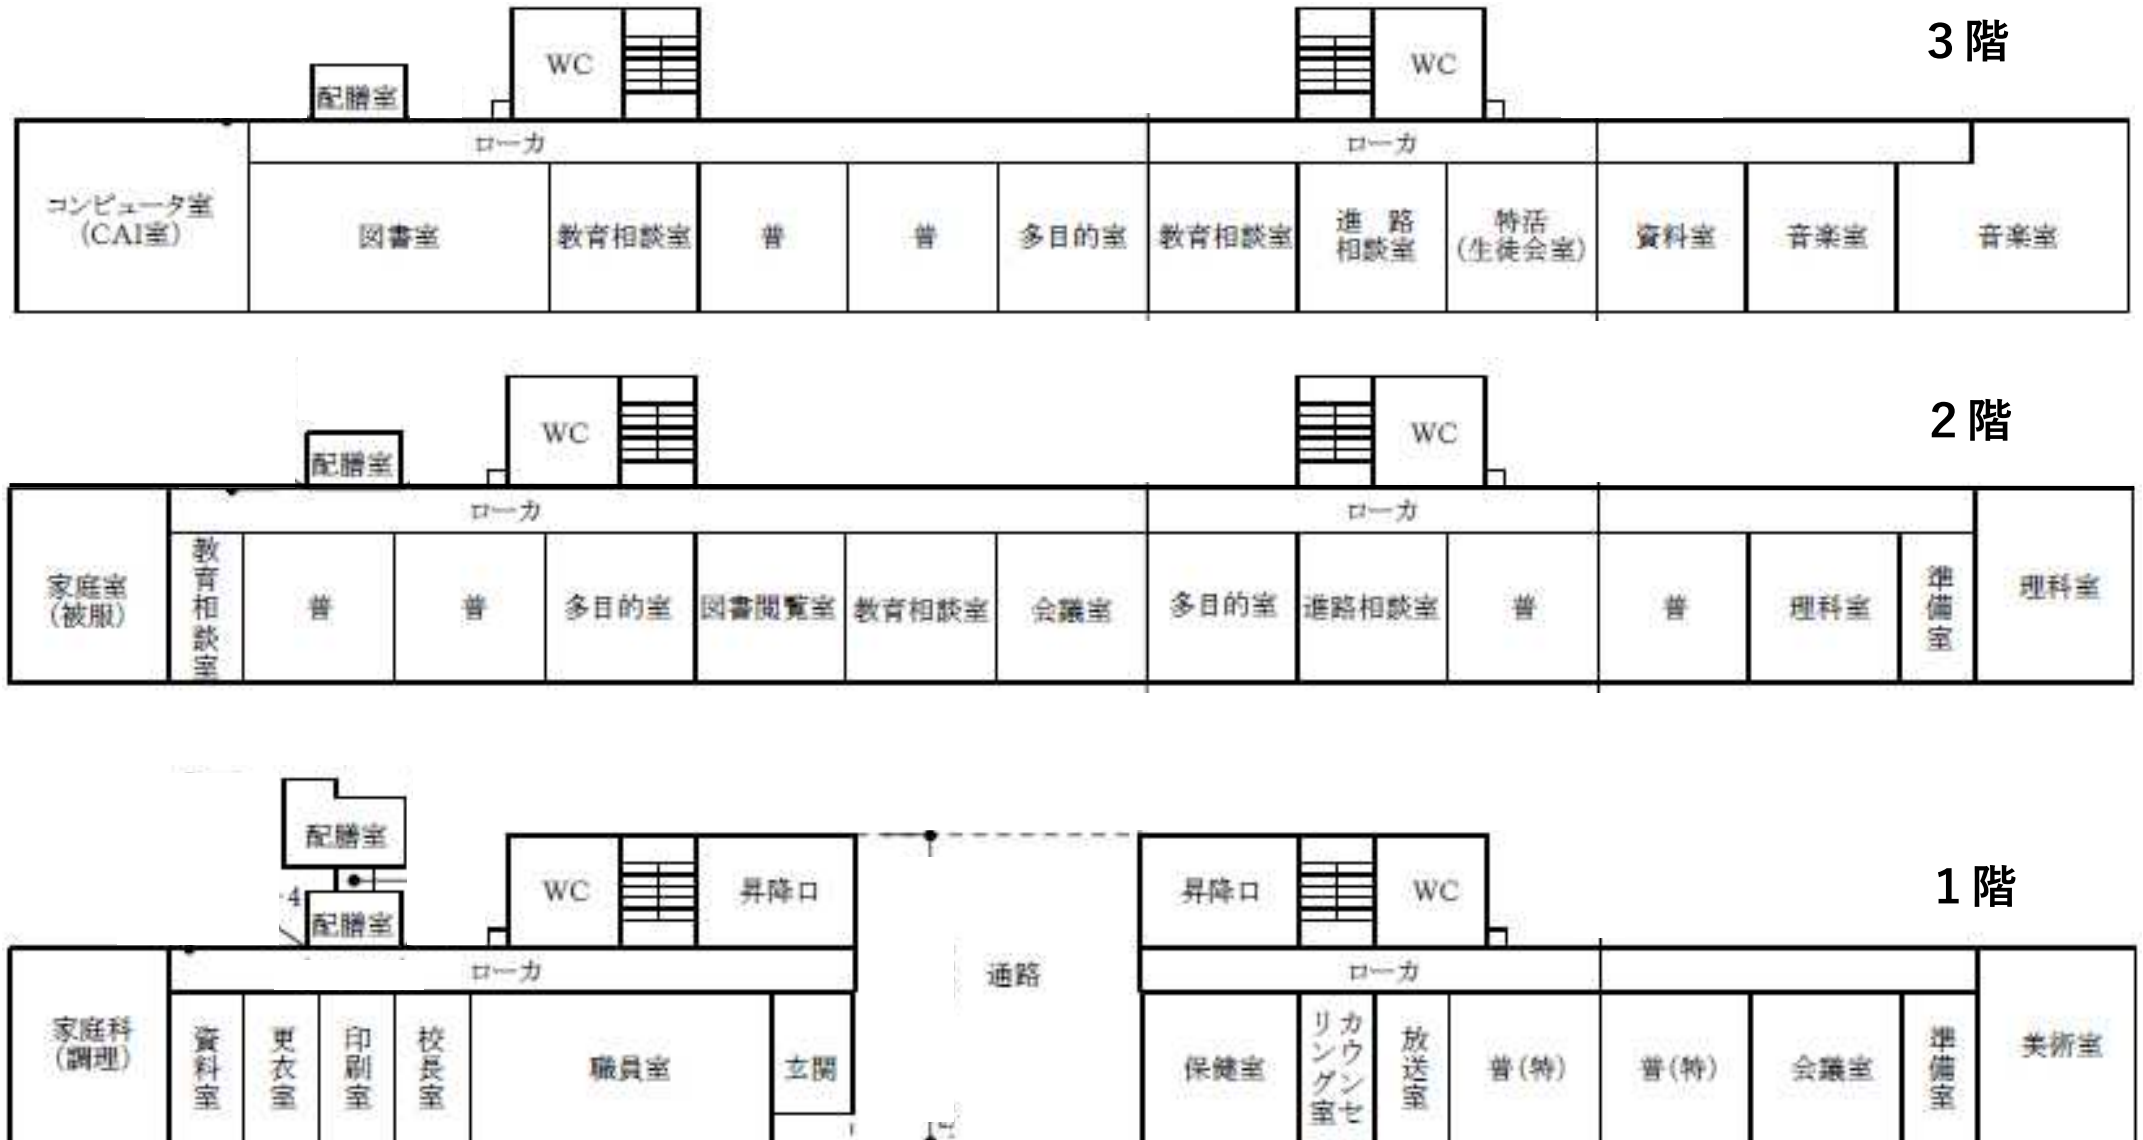 3階
WC
WC
配膳室
ローカ
ローカ
コンピュータ室
(CAI室)
図書室
教育相談室
普
普
多目的室
教育相談室
進 路
相談室
特活
(生徒会室)
資料室
音楽室
音楽室
2階
WC
WC
配膳室
ローカ
ローカ
家庭室
(被服)
教育相談室
普
普
多目的室
図書閲覧室
教育相談室
会議室
多目的室
進路相談室
普
普
理科室
準備室
理科室
1階
配膳室
4
配膳室
WC
昇降口
昇降口
WC
ローカ
通路
ローカ
家庭科
(調理)
資料室
更衣室
印刷室
校長室
職員室
玄関
保健室
カウンセ
リング室
放送室
普(特)
普(特)
会議室
準備室
美術室